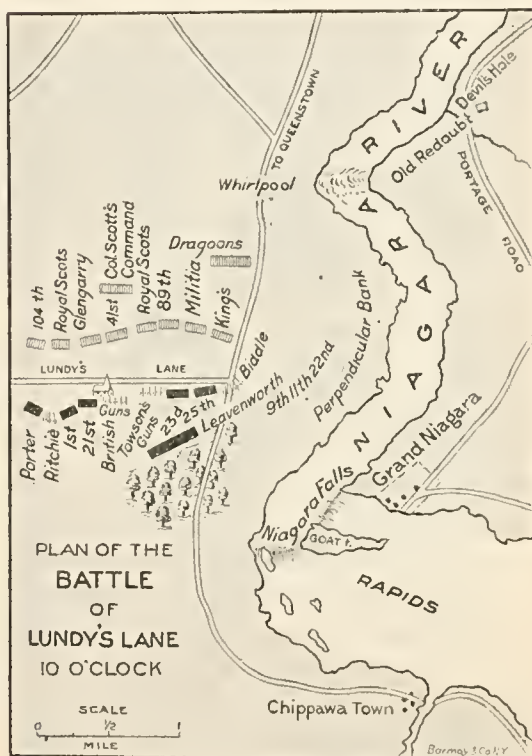 RIVER
TO QUEENSTOWN
Devil's Hole
Old Redoubt
Whirlpool
PORTAGE
ROAD
NIAGARA
104th
Royal Scots
Glengarry
41st
Col. Scott's
Command
Royal Scots
89th
Militia
Dragoons
King's
Perpendicular Bank
LUNDY'S LANE
Biddle
Porter
Ritchie
1st
21st
British
Guns
Towson's
Guns
23d
25th
Leavenworth
9th 11th 22nd
Grand Niagara
Niagara Falls
GOAT I.
RAPIDS
PLAN OF THE
BATTLE
OF
LUNDY'S LANE
10 O'CLOCK
SCALE
0 1/2 1
MILE
Chippawa Town